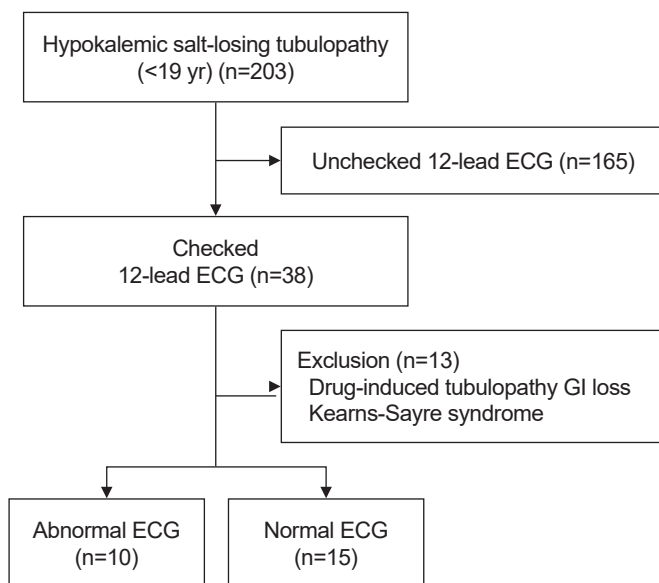 Hypokalemic salt-losing tubulopathy
(<19 yr) (n=203)
Unchecked 12-lead ECG (n=165)
Checked
12-lead ECG (n=38)
Exclusion (n=13)
Drug-induced tubulopathy GI loss
Kearns-Sayre syndrome
Abnormal ECG
(n=10)
Normal ECG
(n=15)